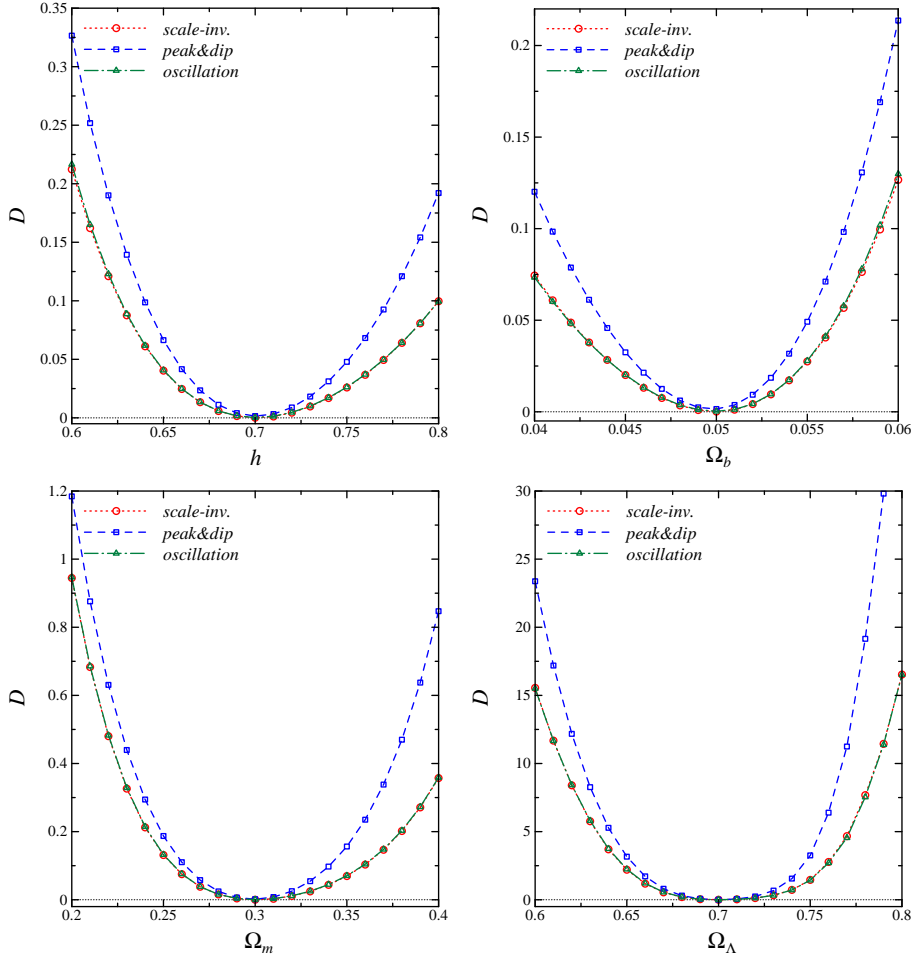 0.35
0.3
0.25
0.2
0.15
0.1
0.05
0
D
scale-inv.
peak&dip
oscillation
0.6 0.65 0.7 0.75 0.8
h
0.2
0.15
0.1
0.05
0
D
scale-inv.
peak&dip
oscillation
0.04 0.045 0.05 0.055 0.06
Ω_b
1.2
1
0.8
0.6
0.4
0.2
0
D
scale-inv.
peak&dip
oscillation
0.2 0.25 0.3 0.35 0.4
Ω_m
30
25
20
15
10
5
0
D
scale-inv.
peak&dip
oscillation
0.6 0.65 0.7 0.75 0.8
Ω_Λ